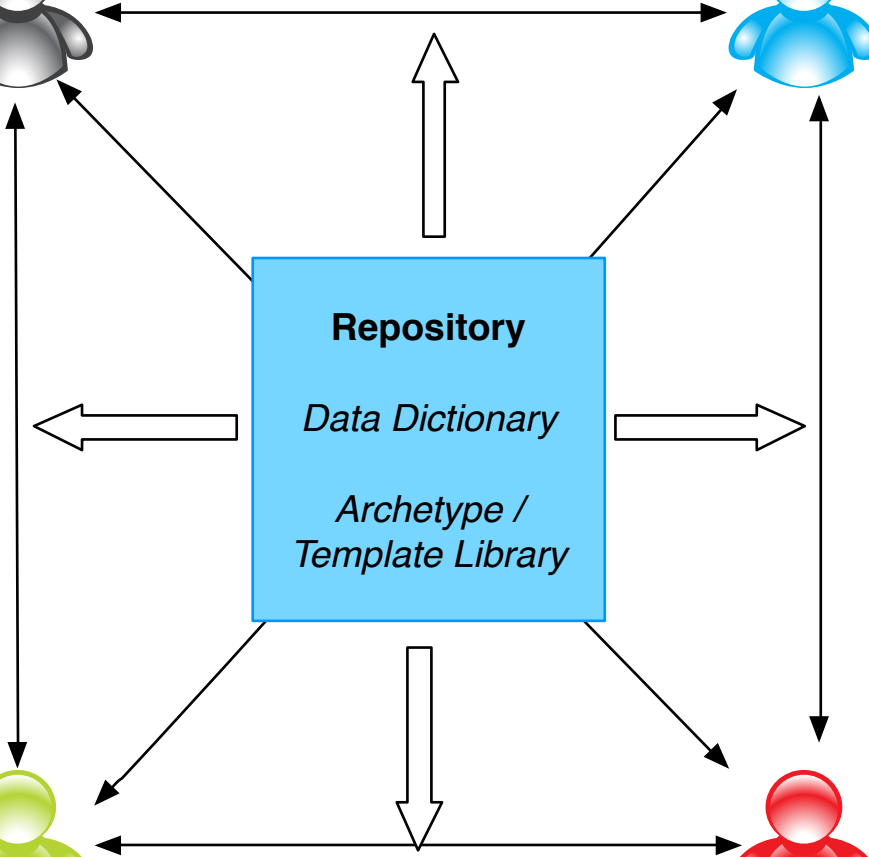 Repository
Data Dictionary
Archetype /
Template Library